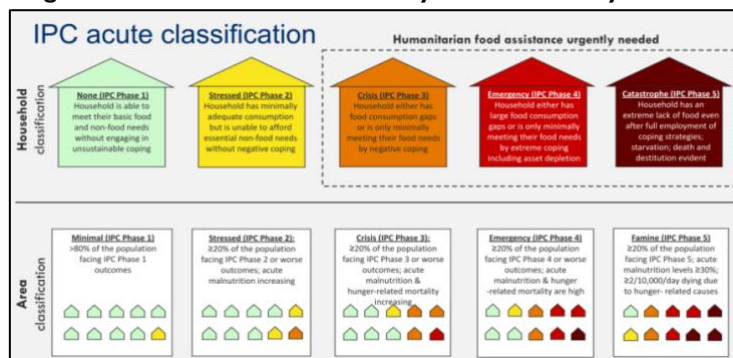 IPC acute classification
Humanitarian food assistance urgently needed
Household
classification
None (IPC Phase 1)
Household is able to
meet their basic food
and non-food needs
without engaging in
unsustainable coping
Stressed (IPC Phase 2)
Household has minimally
adequate consumption
but is unable to afford
essential non-food needs
without negative coping
Crisis (IPC Phase 3)
Household either has
food consumption gaps
or is only minimally
meeting their food needs
by negative coping
Emergency (IPC Phase 4)
Household either has
large food consumption
gaps or is only minimally
meeting their food needs
by extreme coping
including asset depletion
Catastrophe (IPC Phase 5)
Household has an
extreme lack of food even
after full employment of
coping strategies;
starvation; death and
destitution evident
Area
classification
Minimal (IPC Phase 1)
>80% of the population
facing IPC Phase 1
outcomes
Stressed (IPC Phase 2):
≥20% of the population
facing IPC Phase 2 or worse
outcomes; acute
malnutrition increasing
Crisis (IPC Phase 3):
≥20% of the population
facing IPC Phase 3 or worse
outcomes; acute
malnutrition &
hunger-related mortality
increasing
Emergency (IPC Phase 4)
≥20% of the population
facing IPC Phase 4 or worse
outcomes; acute
malnutrition & hunger
-related mortality are high
Famine (IPC Phase 5)
≥20% of the population
facing IPC Phase 5; acute
malnutrition levels ≥30%;
≥2/10,000/day dying due
to hunger- related causes